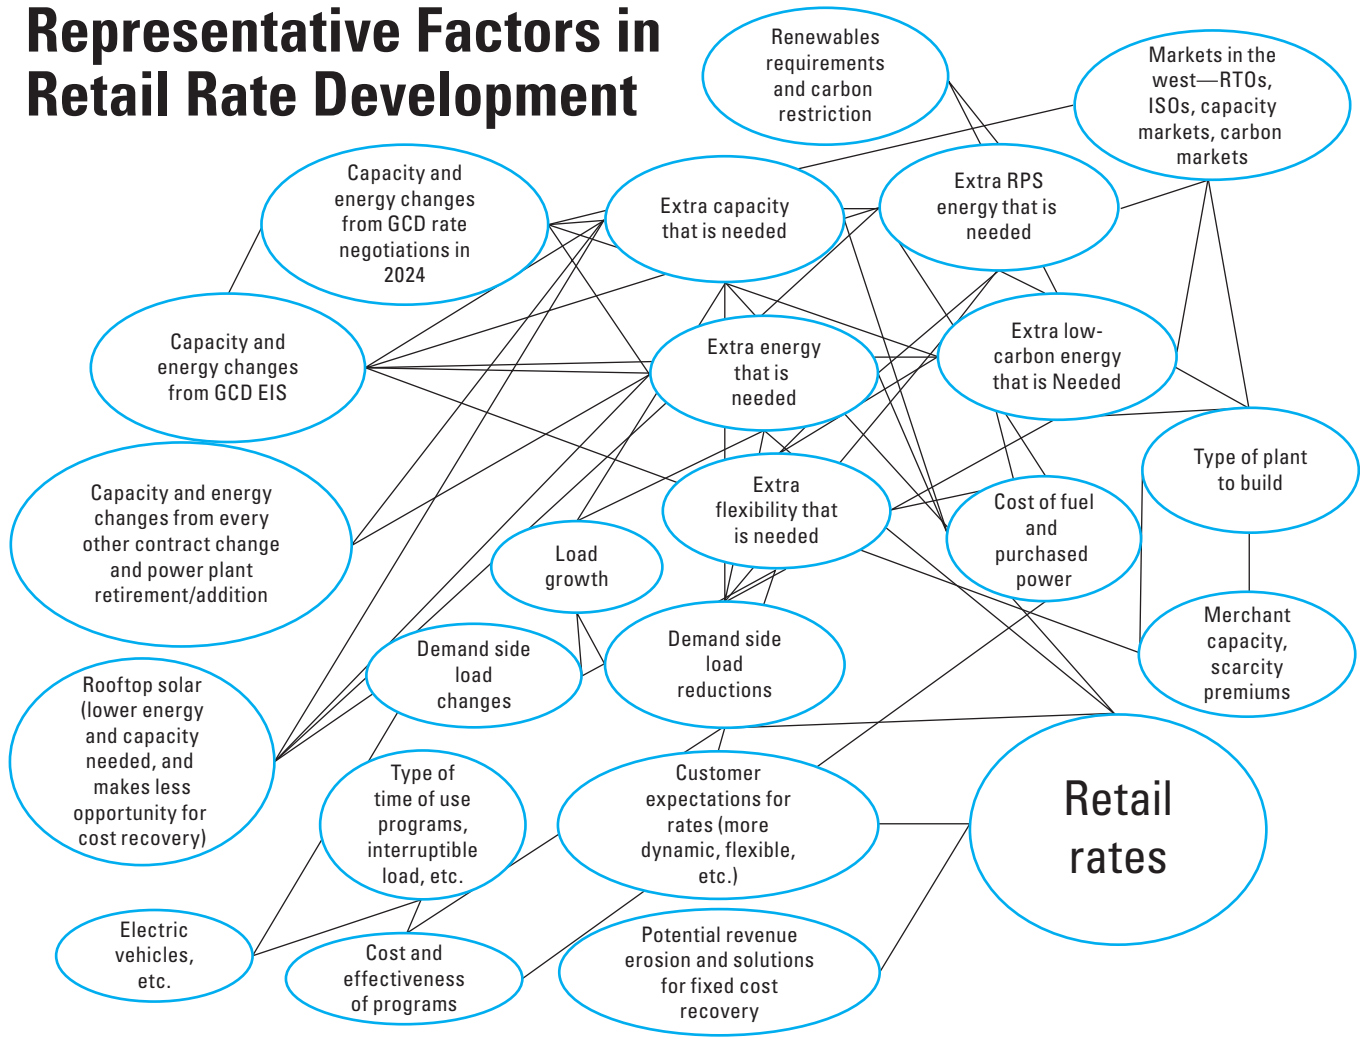 Representative Factors in
Retail Rate Development
Renewables
requirements
and carbon
restriction
Markets in the
west—RTOs,
ISOs, capacity
markets, carbon
markets
Capacity and
energy changes
from GCD rate
negotiations in
2024
Extra capacity
that is needed
Extra RPS
energy that is
needed
Capacity and
energy changes
from GCD EIS
Extra energy
that is
needed
Extra low-
carbon energy
that is Needed
Type of plant
to build
Capacity and energy
changes from every
other contract change
and power plant
retirement/addition
Extra
flexibility that
is needed
Cost of fuel
and
purchased
power
Load
growth
Merchant
capacity,
scarcity
premiums
Demand side
load
changes
Demand side
load
reductions
Rooftop solar
(lower energy
and capacity
needed, and
makes less
opportunity for
cost recovery)
Type of
time of use
programs,
interruptible
load, etc.
Customer
expectations for
rates (more
dynamic, flexible,
etc.)
Retail
rates
Electric
vehicles,
etc.
Cost and
effectiveness
of programs
Potential revenue
erosion and solutions
for fixed cost
recovery